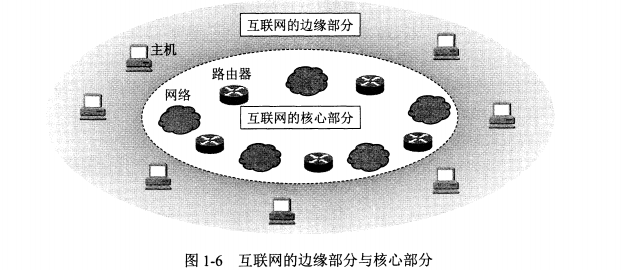 互联网的边缘部分
主机
路由器
网络
互联网的核心部分
图 1-6 互联网的边缘部分与核心部分